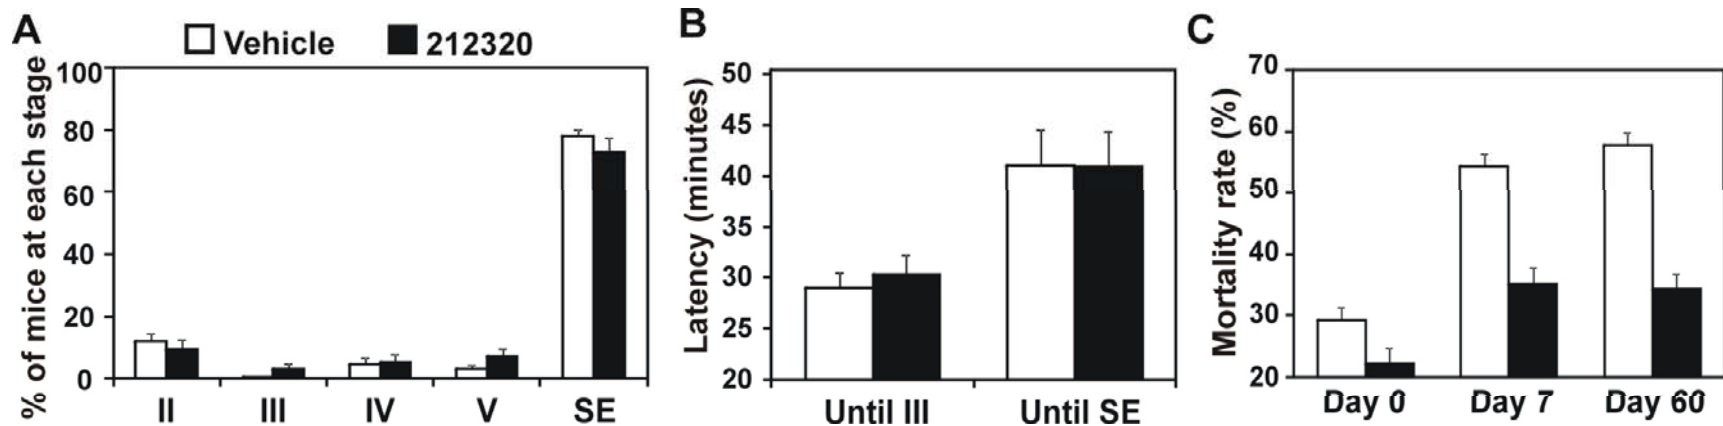 A
Vehicle 212320
% of mice at each stage
100
80
60
40
20
0
II III IV V SE
B
Latency (minutes)
50
45
40
35
30
25
20
Until III Until SE
C
Mortality rate (%)
70
60
50
40
30
20
Day 0 Day 7 Day 60